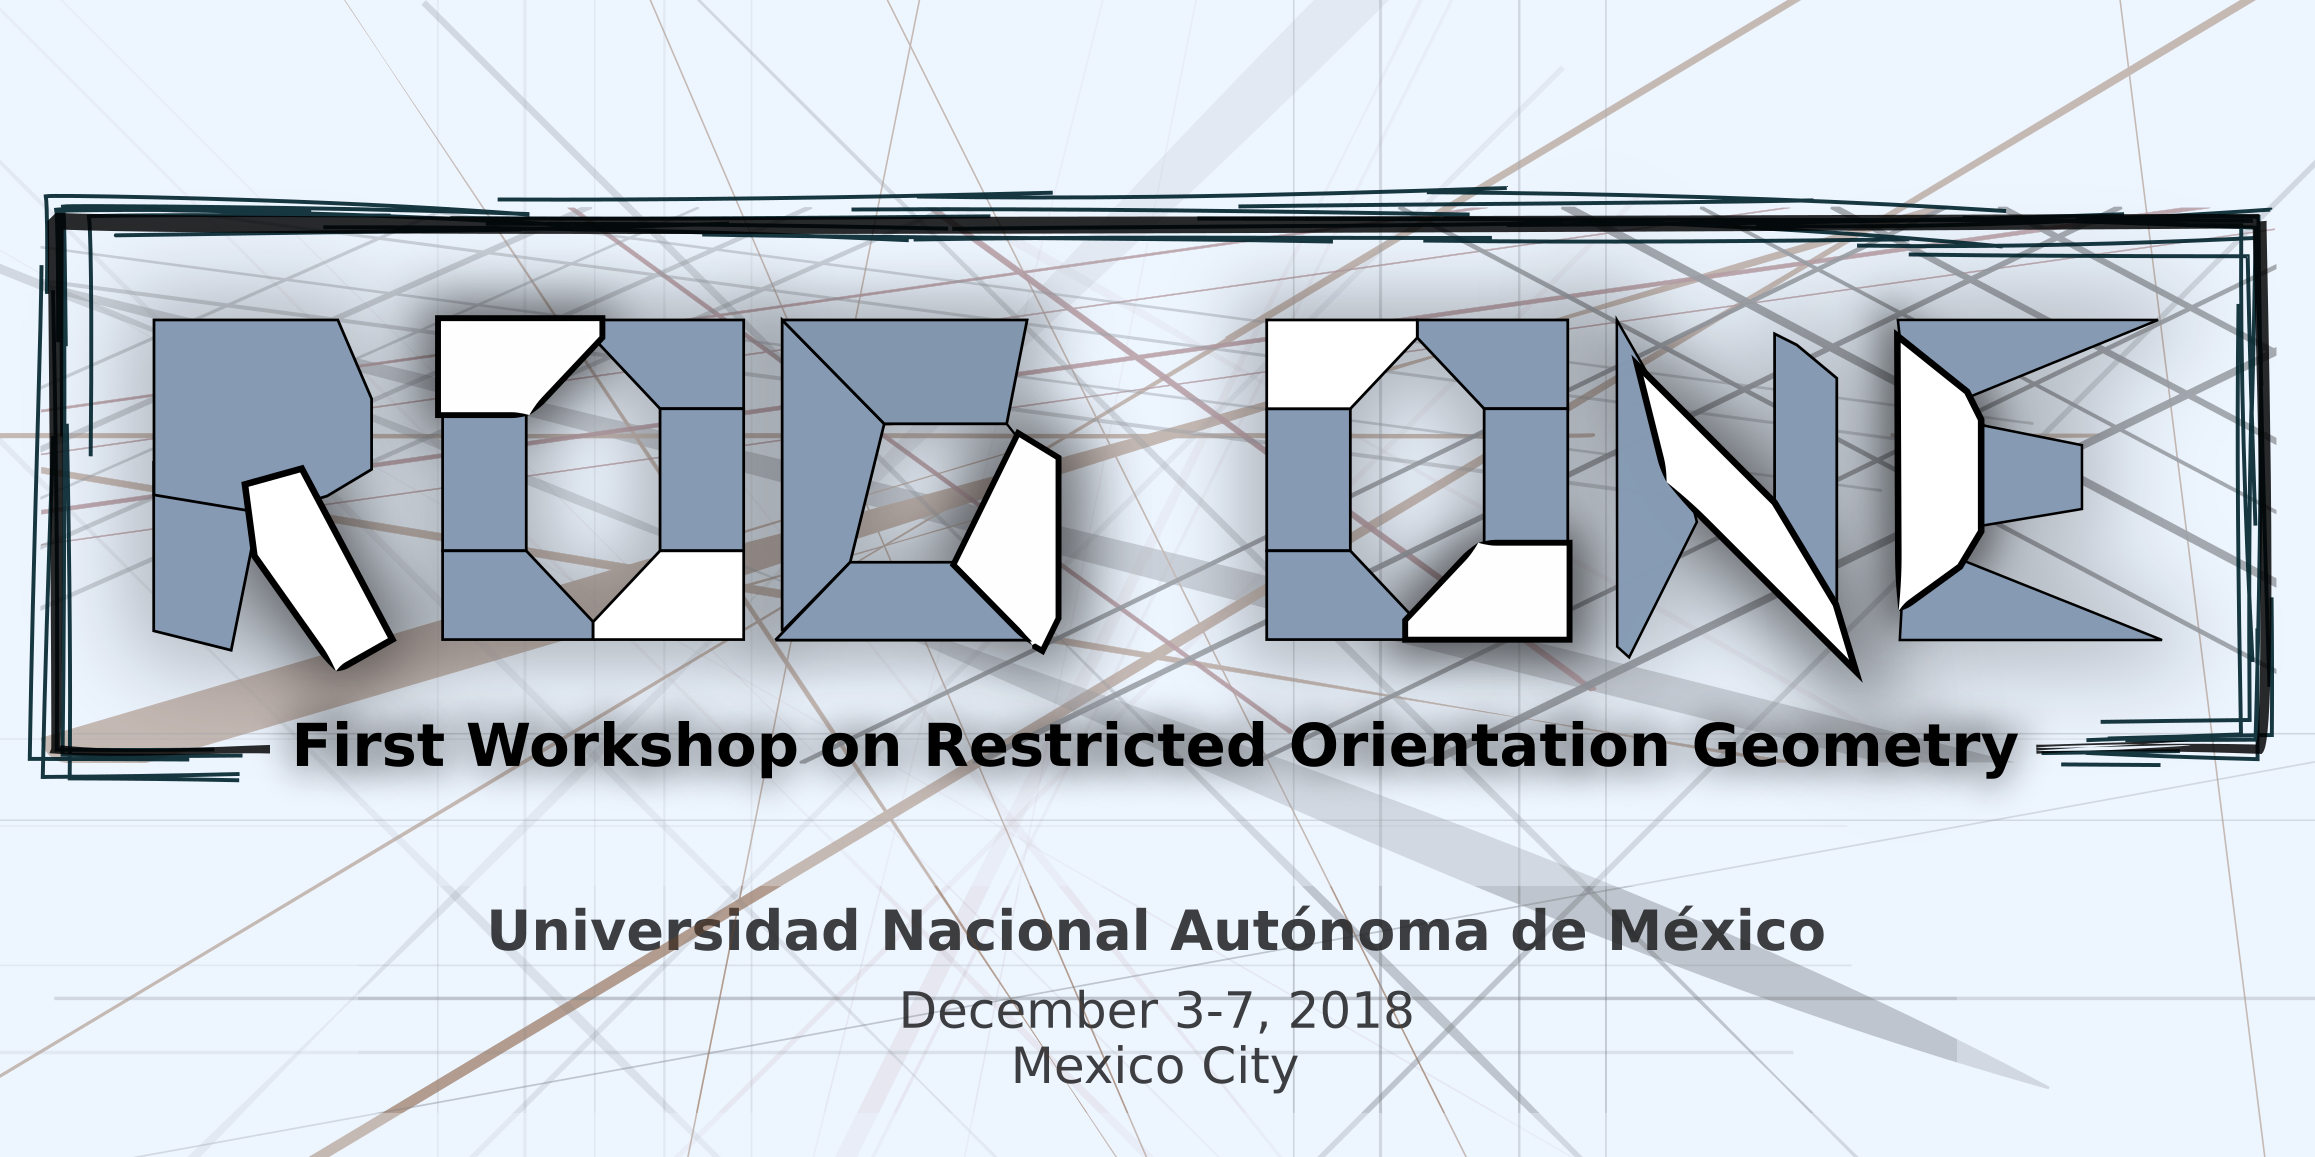 ROG ONE
First Workshop on Restricted Orientation Geometry
Universidad Nacional Autónoma de México
December 3-7, 2018
Mexico City